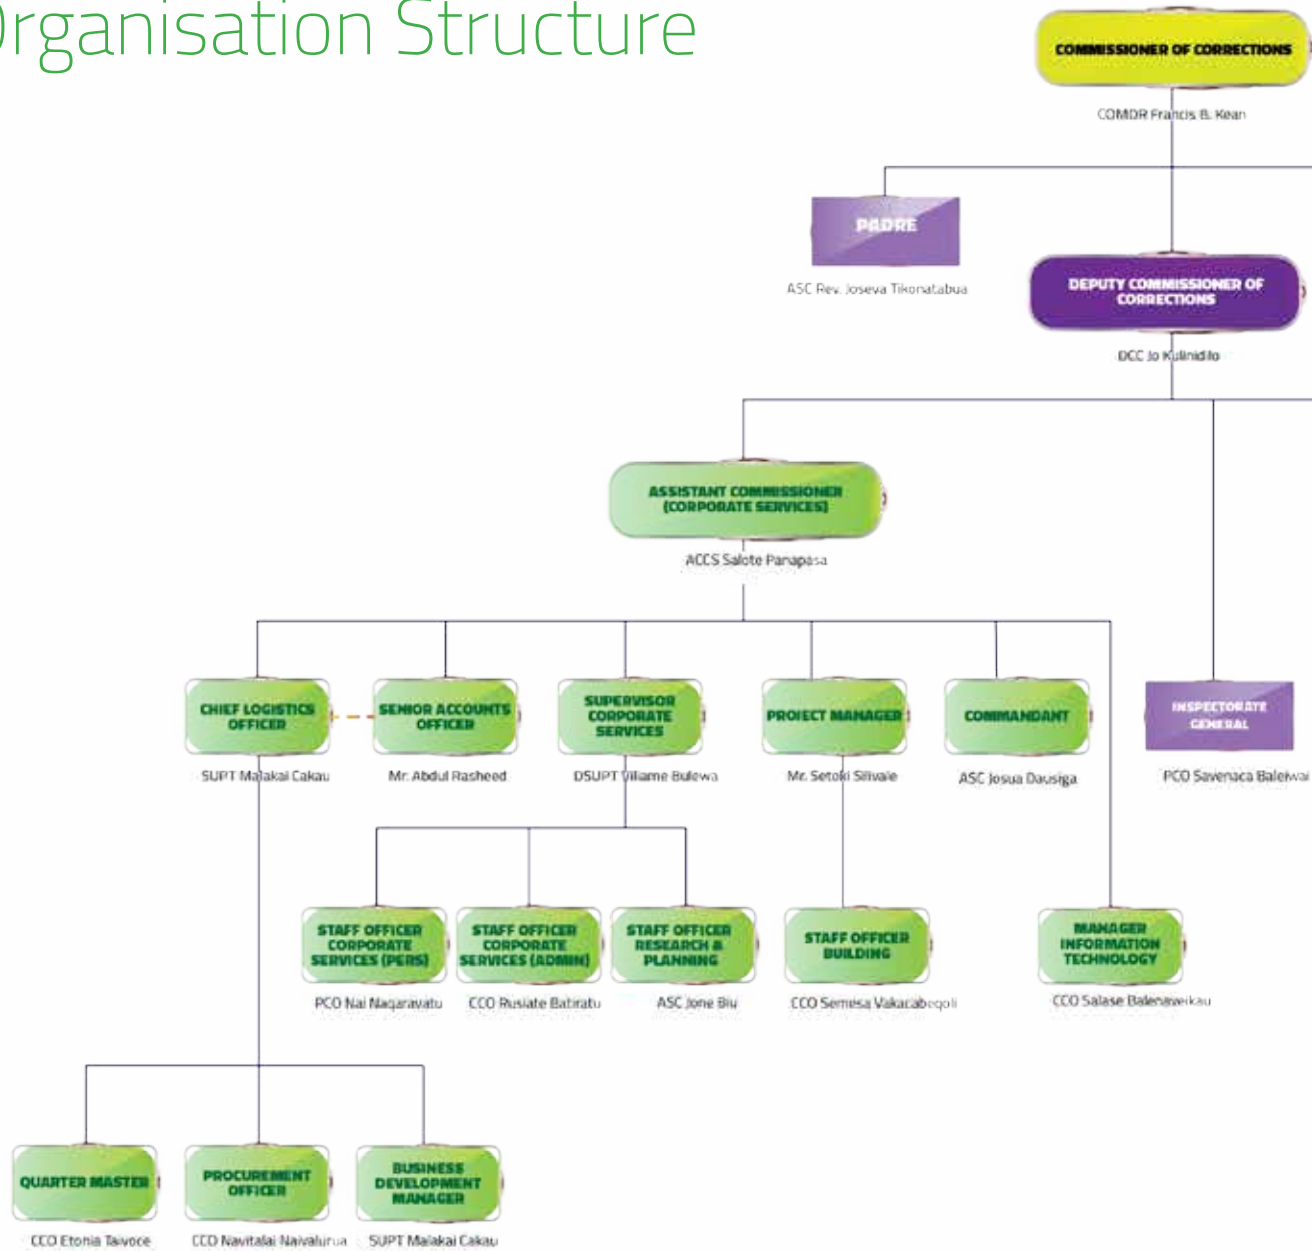 Organisation Structure
COMMISSIONER OF CORRECTIONS
COMDR Francis B. Kean
PADRE
ASC Rev. Joseva Tikonatabua
DEPUTY COMMISSIONER OF
CORRECTIONS
DCC Jo Kulinidilo
ASSISTANT COMMISSIONER
(CORPORATE SERVICES)
ACCS Salote Panapasa
CHIEF LOGISTICS
OFFICER
SUPT Malakai Cakau
SENIOR ACCOUNTS
OFFICER
Mr. Abdul Rasheed
SUPERVISOR
CORPORATE
SERVICES
DSUPT Viliame Bulewa
PROJECT MANAGER
Mr. Setoki Silivale
COMMANDANT
ASC Josua Dausiga
INSPECTORATE
GENERAL
PCO Savenaca Baleiwai
STAFF OFFICER
CORPORATE
SERVICES (PERS)
PCO Nai Naqaravatu
STAFF OFFICER
CORPORATE
SERVICES (ADMIN)
CCO Rusiate Batiratu
STAFF OFFICER
RESEARCH &
PLANNING
ASC Jone Biu
STAFF OFFICER
BUILDING
CCO Semesa Vakacabeqoli
MANAGER
INFORMATION
TECHNOLOGY
CCO Salase Balenaveikau
QUARTER MASTER
CCO Etonia Taivoce
PROCUREMENT
OFFICER
CCO Navitalai Naivalurua
BUSINESS
DEVELOPMENT
MANAGER
SUPT Malakai Cakau